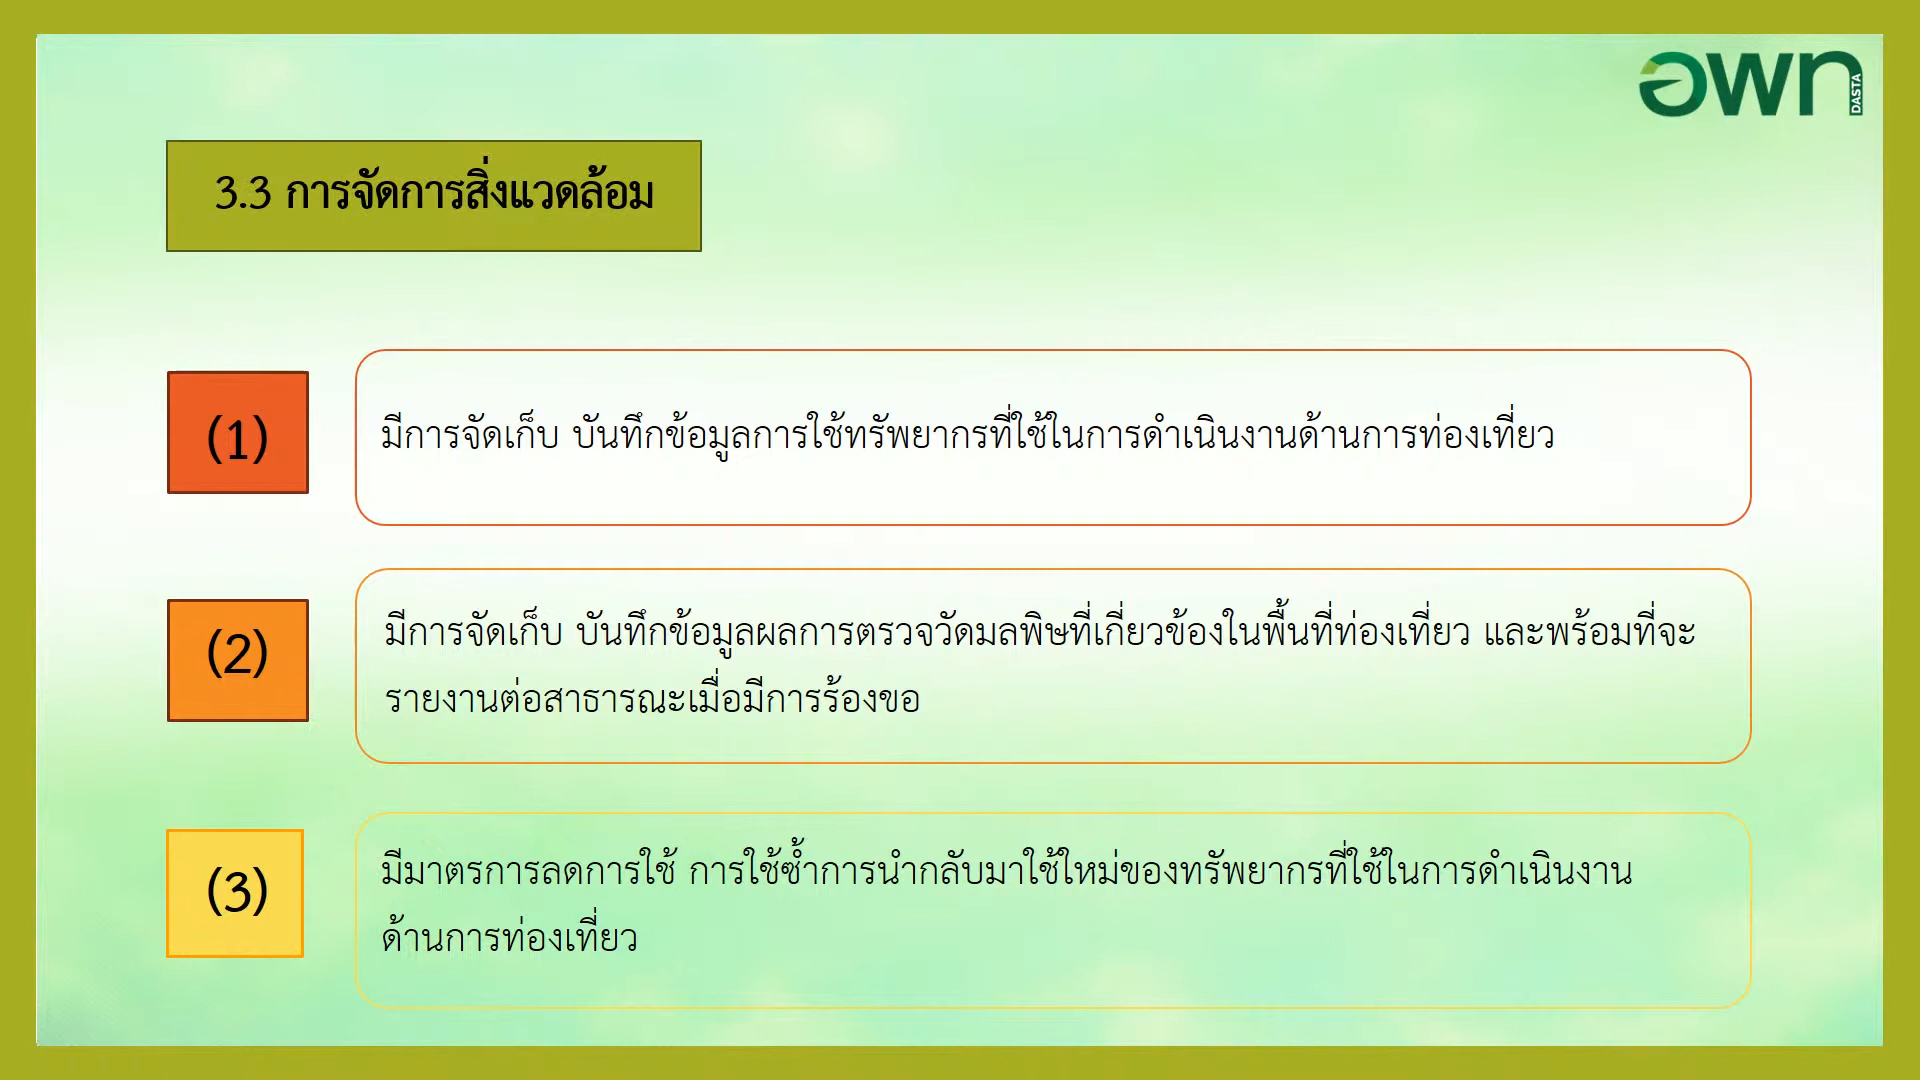 อพท
DASTA
3.3 การจัดการสิ่งแวดล้อม
(1)
มีการจัดเก็บ บันทึกข้อมูลการใช้ทรัพยากรที่ใช้ในการดำเนินงานด้านการท่องเที่ยว
(2)
มีการจัดเก็บ บันทึกข้อมูลผลการตรวจวัดมลพิษที่เกี่ยวข้องในพื้นที่ท่องเที่ยว และพร้อมที่จะ
รายงานต่อสาธารณะเมื่อมีการร้องขอ
(3)
มีมาตรการลดการใช้ การใช้ซ้ำการนำกลับมาใช้ใหม่ของทรัพยากรที่ใช้ในการดำเนินงาน
ด้านการท่องเที่ยว